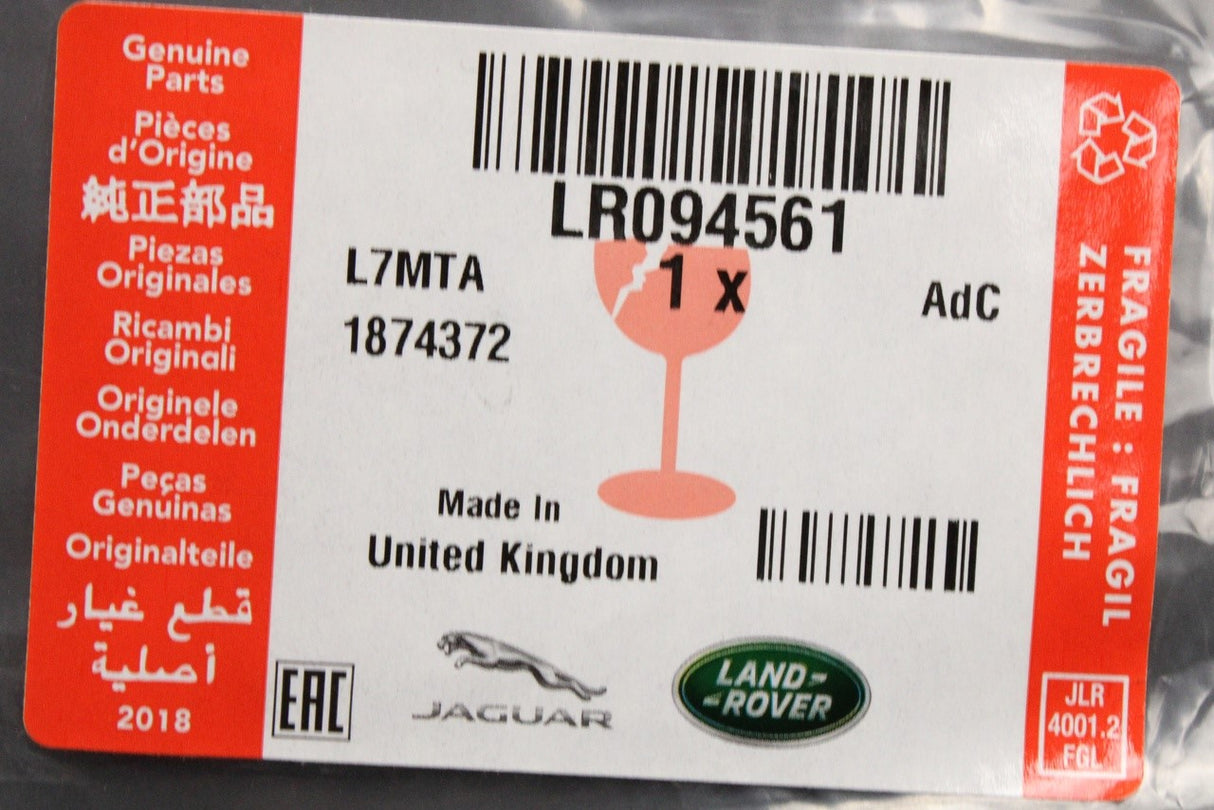 Genuine
Parts
Pièces
d'Origine
純正部品
Piezas
Originales
Ricambi
Originali
Originele
Onderdelen
Peças
Genuinas
Originalteile
قطع غيار
أصلية
2018
LR094561
1 x
L7MTA
AdC
1874372
Made In
United Kingdom
EAC
JAGUAR
LAND-
-ROVER
FRAGILE : FRAGIL
ZERBRECHLICH
JLR
4001.2
FGL